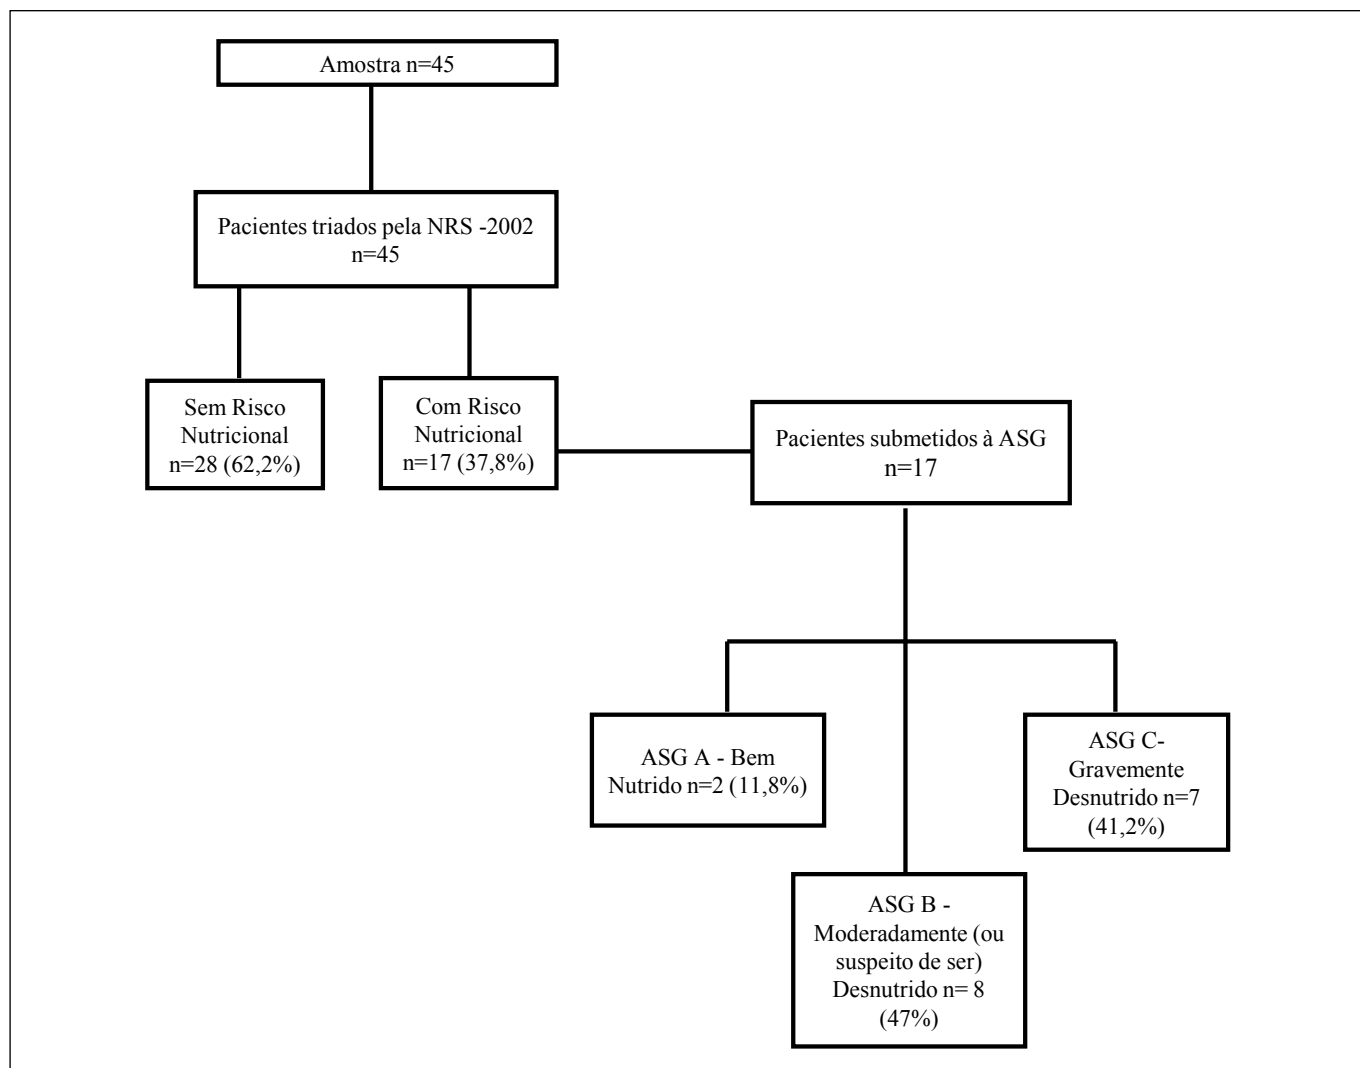 Amostra n=45
Pacientes triados pela NRS -2002
n=45
Sem Risco
Nutricional
n=28 (62,2%)
Com Risco
Nutricional
n=17 (37,8%)
Pacientes submetidos à ASG
n=17
ASG A - Bem
Nutrido n=2 (11,8%)
ASG C-
Gravemente
Desnutrido n=7
(41,2%)
ASG B -
Moderadamente (ou
suspeito de ser)
Desnutrido n= 8
(47%)